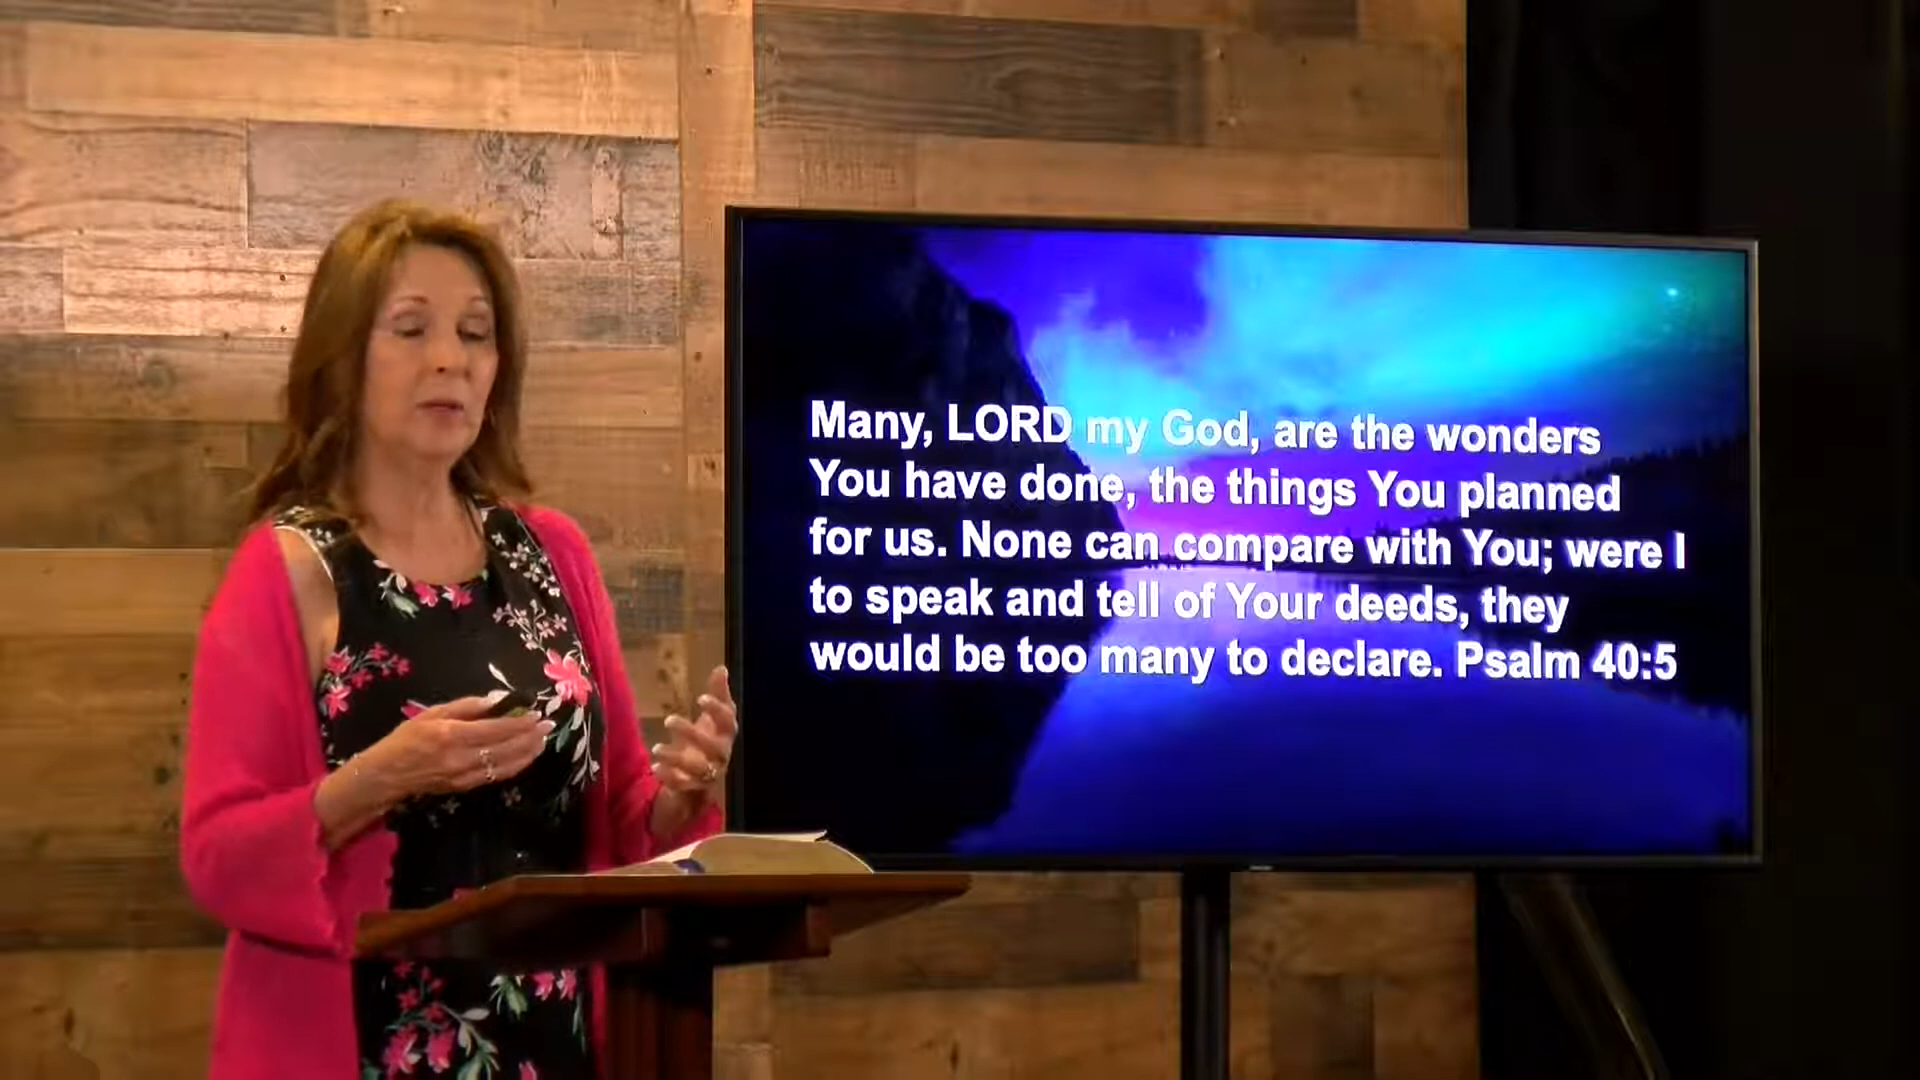 Many, LORD my God, are the wonders
You have done, the things You planned
for us. None can compare with You; were I
to speak and tell of Your deeds, they
would be too many to declare. Psalm 40:5